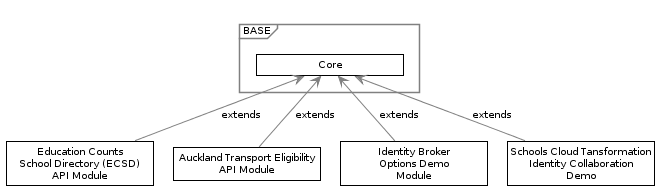 BASE
Core
extends
extends
extends
extends
Education Counts
School Directory (ECSD)
API Module
Auckland Transport Eligibility
API Module
Identity Broker
Options Demo
Module
Schools Cloud Tansformation
Identity Collaboration
Demo